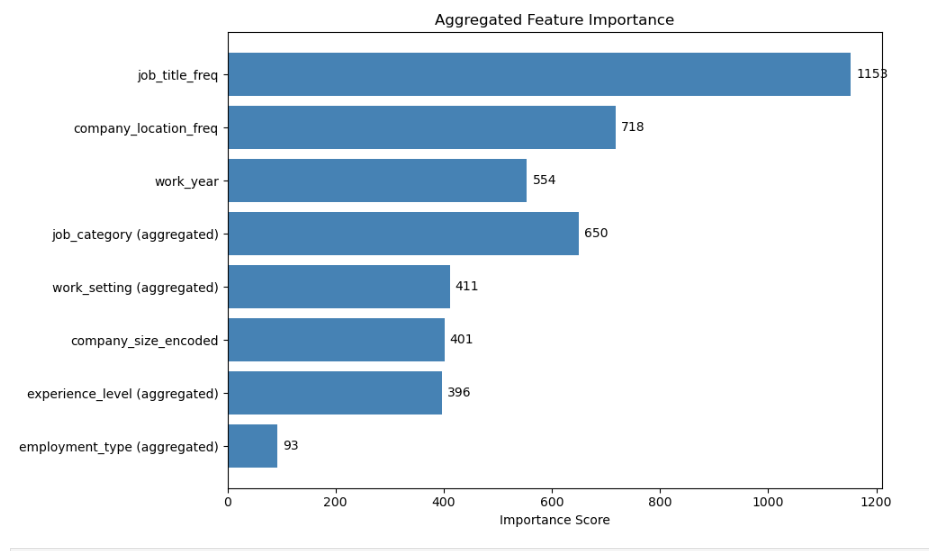 Aggregated Feature Importance
job_title_freq 1153
company_location_freq 718
work_year 554
job_category (aggregated) 650
work_setting (aggregated) 411
company_size_encoded 401
experience_level (aggregated) 396
employment_type (aggregated) 93
0 200 400 600 800 1000 1200
Importance Score